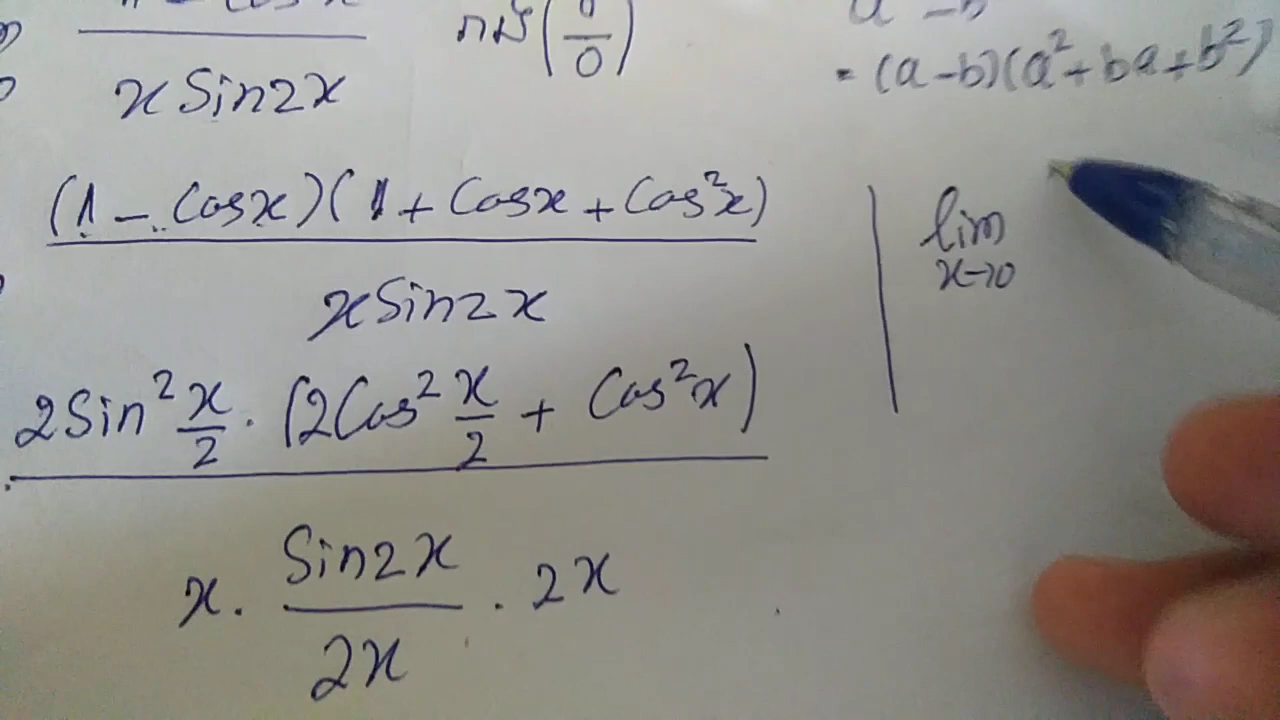 x Sin2x
(0/0)
= (a-b)(a²+ba+b²)
(1 - Cosx)(1 + Cosx + Cos²x)
xSin2x
lim
x→0
2Sin² x/2 . (2Cos² x/2 + Cos²x)
x . Sin2x/2x . 2x